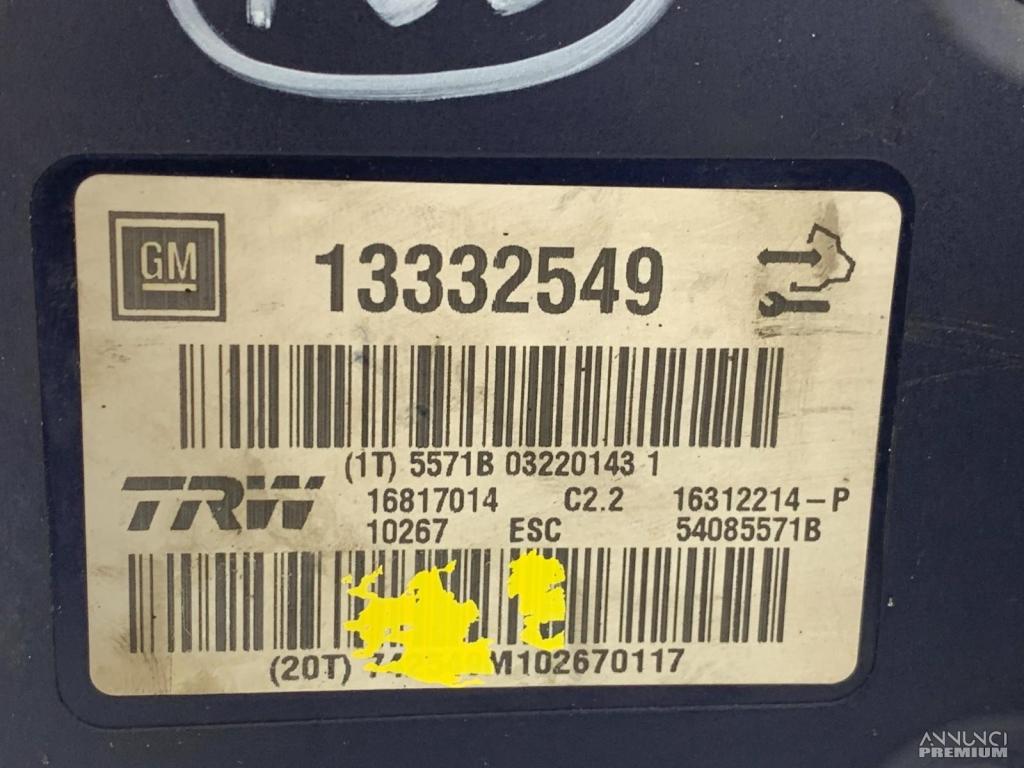 GM
13332549
(1T) 5571B 03220143 1
TRW
16817014 C2.2 16312214-P
10267 ESC 54085571B
(20T) M102670117
ANNUNCI
PREMIUM